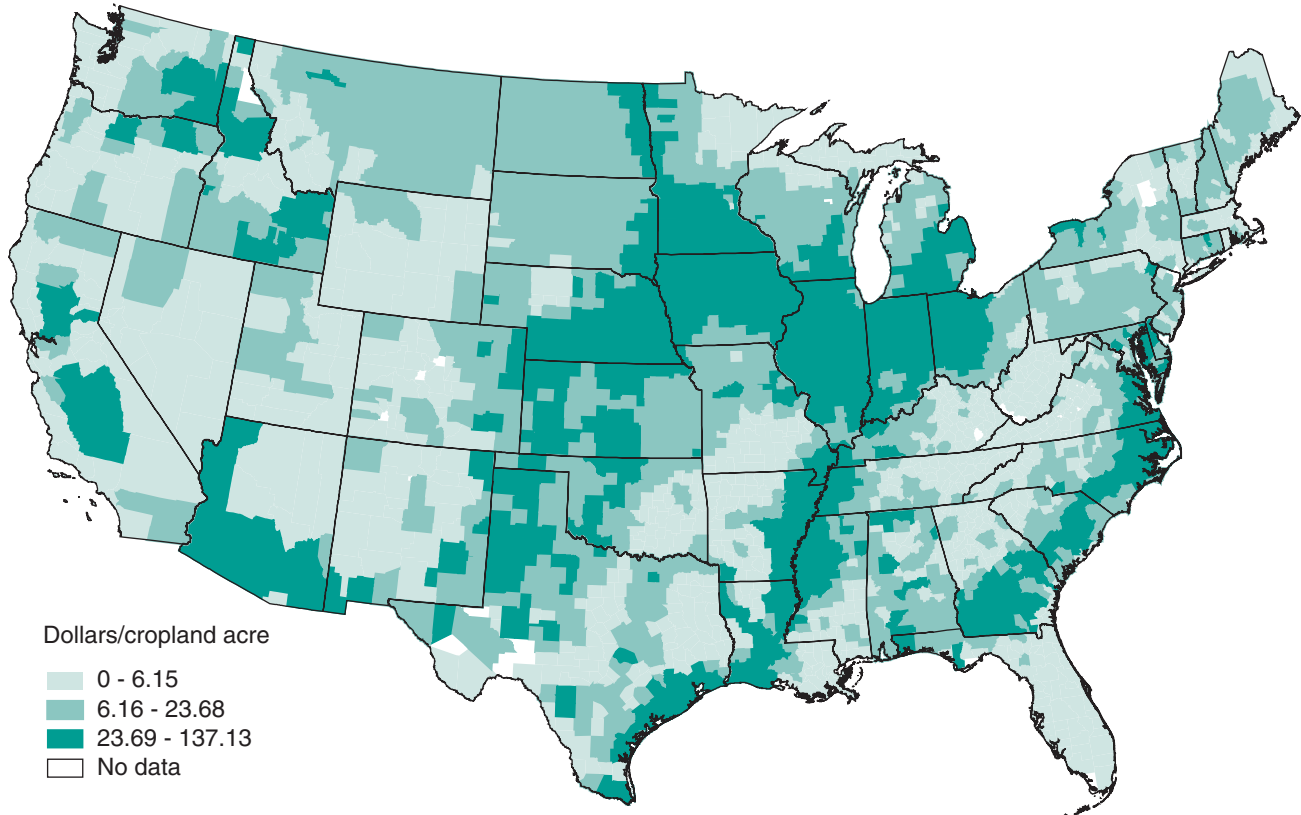 Dollars/cropland acre
0 - 6.15
6.16 - 23.68
23.69 - 137.13
No data